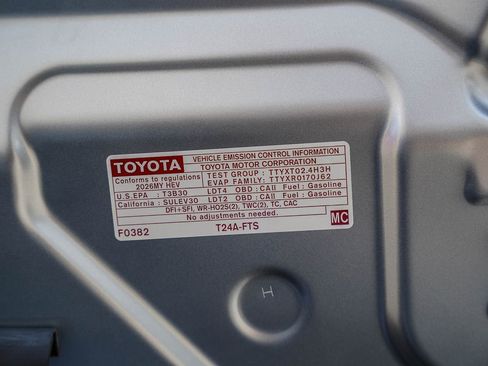 TOYOTA
VEHICLE EMISSION CONTROL INFORMATION
TOYOTA MOTOR CORPORATION
Conforms to regulations
2026MY HEV
TEST GROUP : TTYXT02.4H3H
EVAP FAMILY: TTYXR0170J62
U.S.EPA : T3B30 LDT4 OBD : CAII Fuel : Gasoline
California : SULEV30 LDT2 OBD : CAII Fuel : Gasoline
DFI+SFI, WR-HO2S(2), TWC(2), TC, CAC
No adjustments needed.
F0382 T24A-FTS MC
H